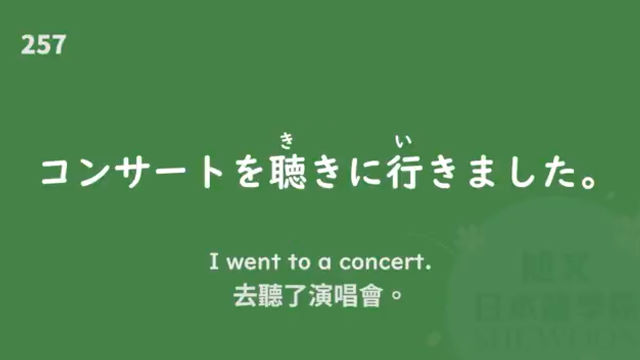 257
コンサートを聴きに行きました。
き い
I went to a concert.
去聽了演唱會。